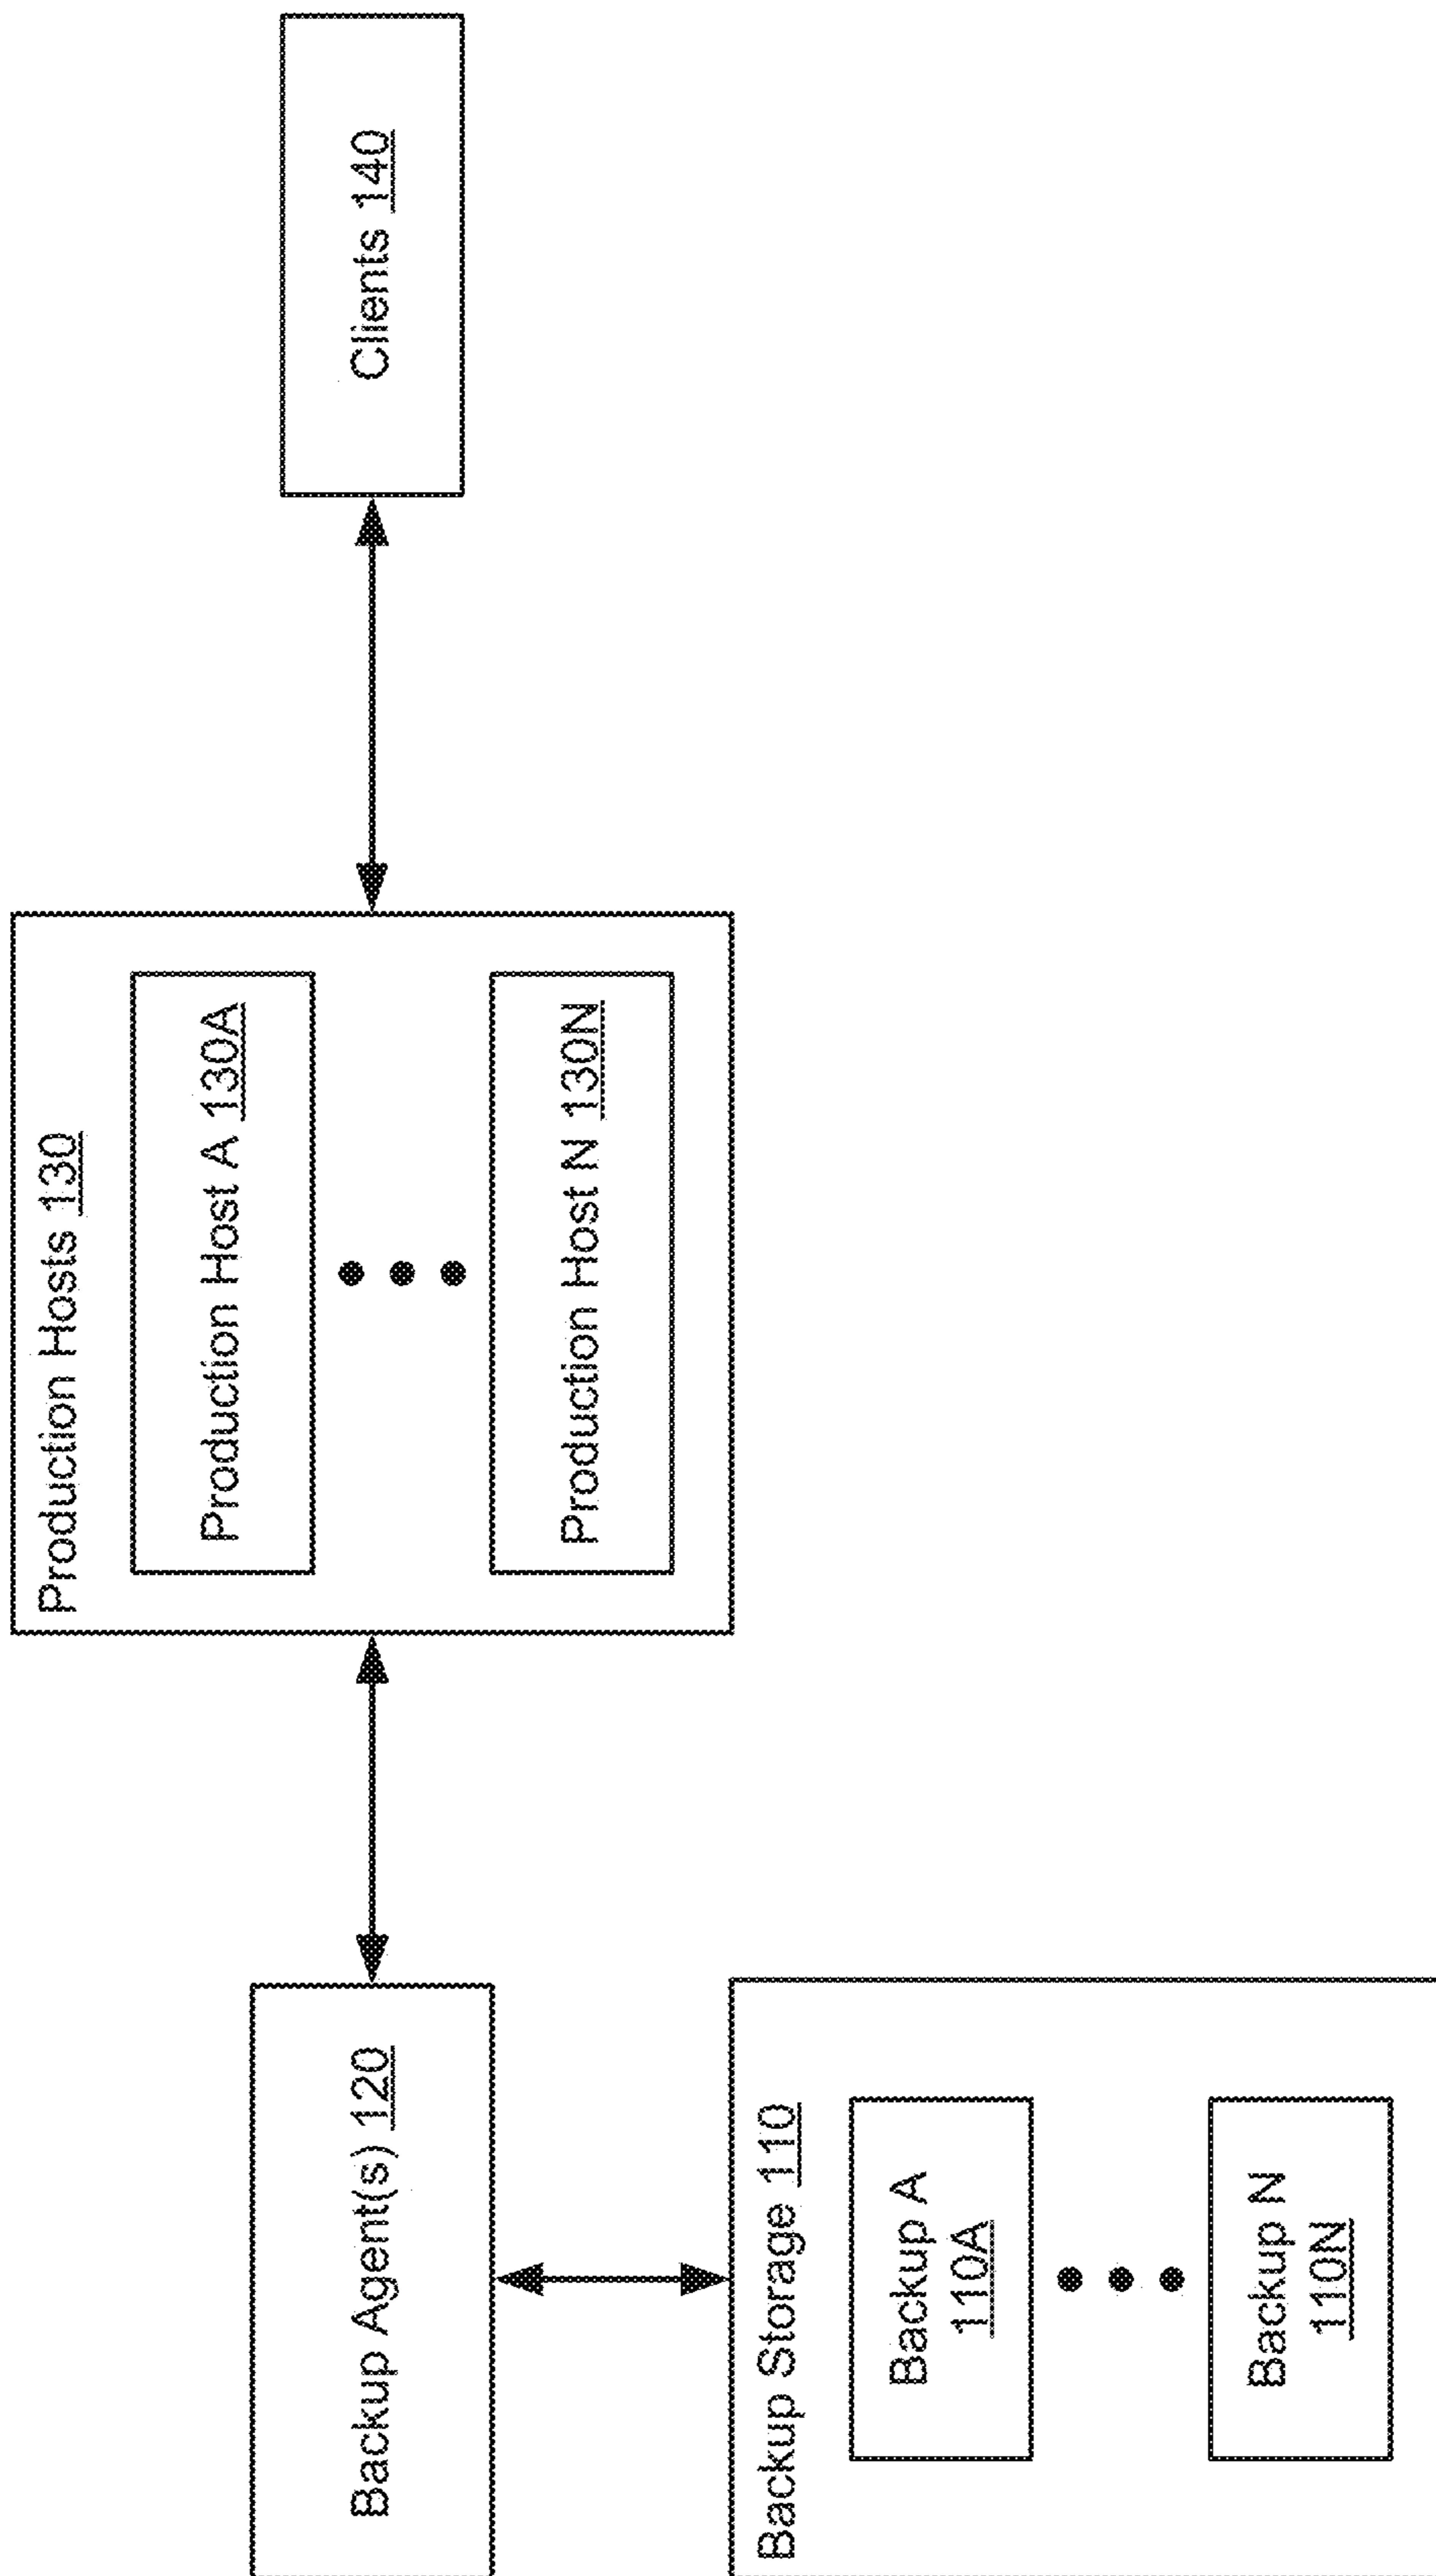 Backup Agent(s) 120
Production Hosts 130
Production Host A 130A
Production Host N 130N
Clients 140
Backup Storage 110
Backup A
110A
Backup N
110N